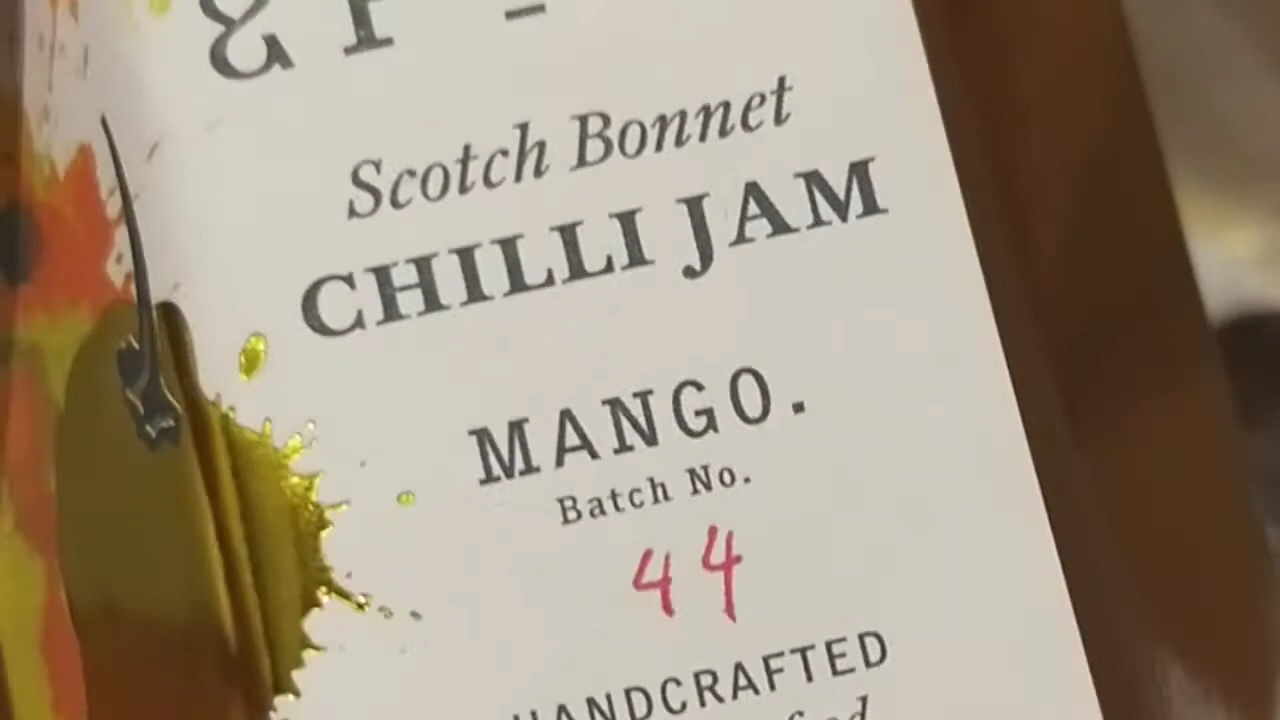 Scotch Bonnet
CHILLI JAM
MANGO.
Batch No.
44
HANDCRAFTED